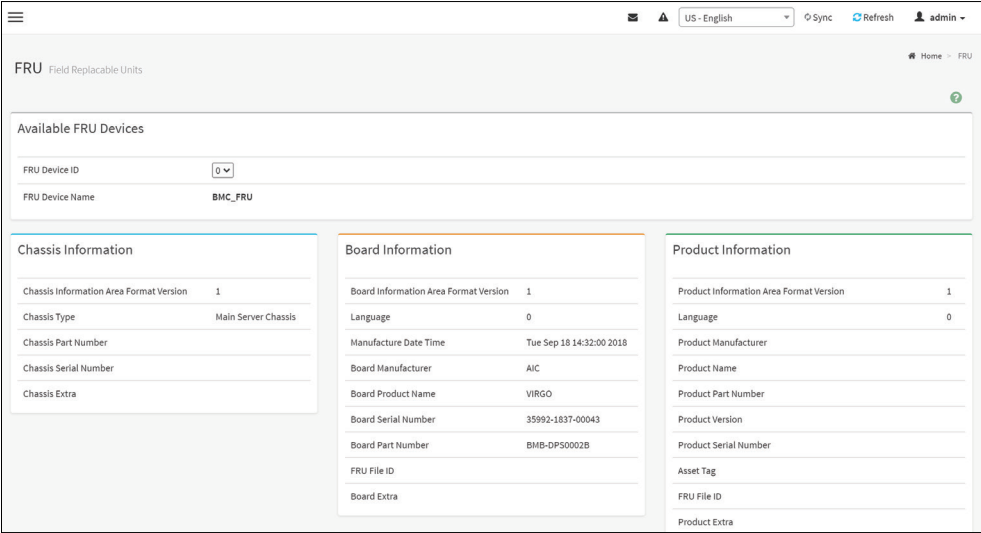 US - English Sync Refresh admin
FRU Field Replacable Units
Home > FRU
Available FRU Devices
FRU Device ID 0
FRU Device Name BMC_FRU
Chassis Information
Chassis Information Area Format Version 1
Chassis Type Main Server Chassis
Chassis Part Number
Chassis Serial Number
Chassis Extra
Board Information
Board Information Area Format Version 1
Language 0
Manufacture Date Time Tue Sep 18 14:32:00 2018
Board Manufacturer AIC
Board Product Name VIRGO
Board Serial Number 35992-1837-00043
Board Part Number BMB-DPS0002B
FRU File ID
Board Extra
Product Information
Product Information Area Format Version 1
Language 0
Product Manufacturer
Product Name
Product Part Number
Product Version
Product Serial Number
Asset Tag
FRU File ID
Product Extra